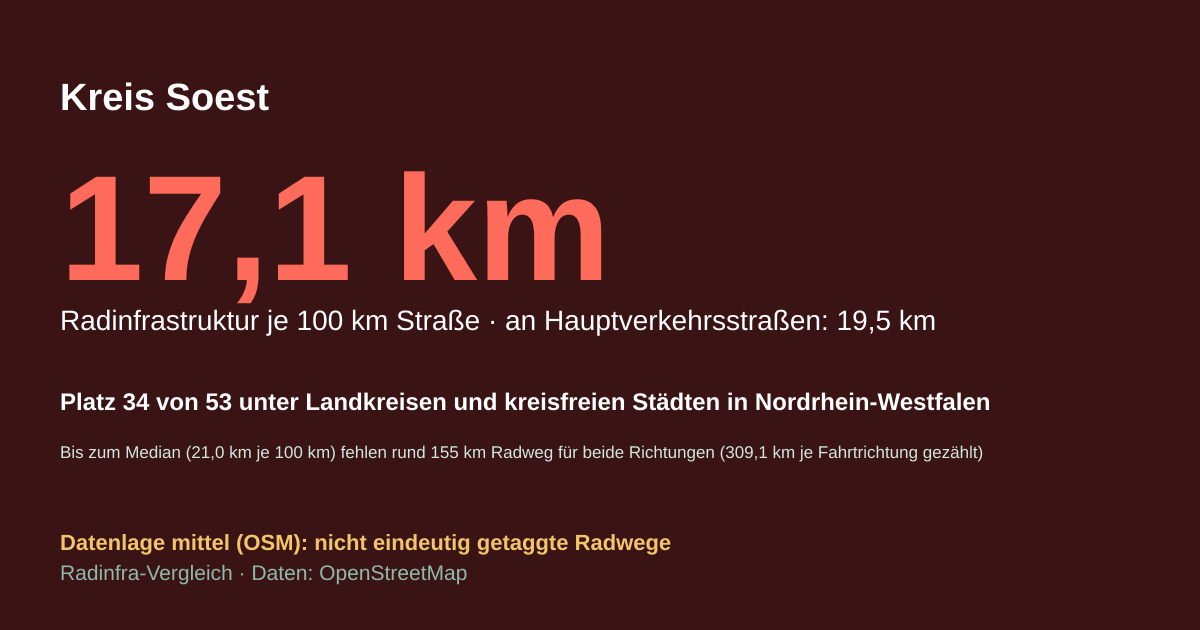 Kreis Soest
17,1 km
Radinfrastruktur je 100 km Straße · an Hauptverkehrsstraßen: 19,5 km
Platz 34 von 53 unter Landkreisen und kreisfreien Städten in Nordrhein-Westfalen
Bis zum Median (21,0 km je 100 km) fehlen rund 155 km Radweg für beide Richtungen (309,1 km je Fahrtrichtung gezählt)
Datenlage mittel (OSM): nicht eindeutig getaggte Radwege
Radinfra-Vergleich · Daten: OpenStreetMap